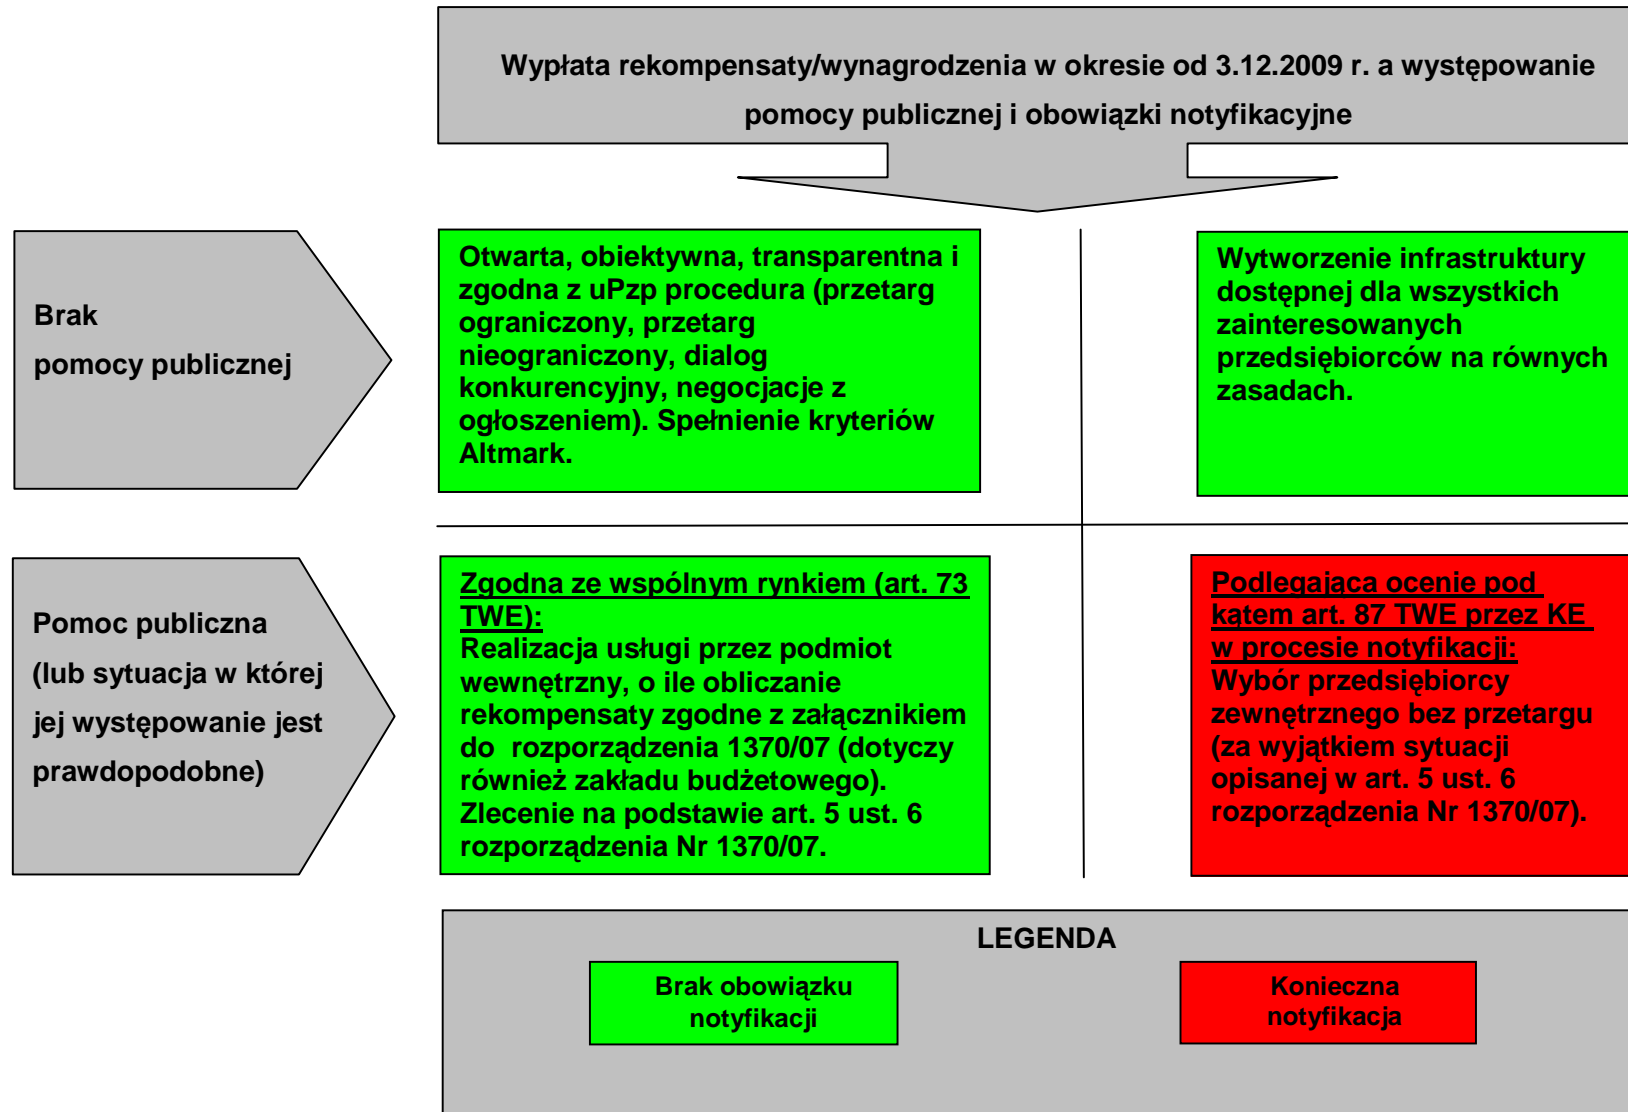 Wypłata rekompensaty/wynagrodzenia w okresie od 3.12.2009 r. a występowanie
pomocy publicznej i obowiązki notyfikacyjne
Brak
pomocy publicznej
Otwarta, obiektywna, transparentna i
zgodna z uPzp procedura (przetarg
ograniczony, przetarg
nieograniczony, dialog
konkurencyjny, negocjacje z
ogłoszeniem). Spełnienie kryteriów
Altmark.
Wytworzenie infrastruktury
dostępnej dla wszystkich
zainteresowanych
przedsiębiorców na równych
zasadach.
Pomoc publiczna
(lub sytuacja w której
jej występowanie jest
prawdopodobne)
Zgodna ze wspólnym rynkiem (art. 73
TWE):
Realizacja usługi przez podmiot
wewnętrzny, o ile obliczanie
rekompensaty zgodne z załącznikiem
do rozporządzenia 1370/07 (dotyczy
również zakładu budżetowego).
Zlecenie na podstawie art. 5 ust. 6
rozporządzenia Nr 1370/07.
Podlegająca ocenie pod
kątem art. 87 TWE przez KE
w procesie notyfikacji:
Wybór przedsiębiorcy
zewnętrznego bez przetargu
(za wyjątkiem sytuacji
opisanej w art. 5 ust. 6
rozporządzenia Nr 1370/07).
LEGENDA
Brak obowiązku
notyfikacji
Konieczna
notyfikacja